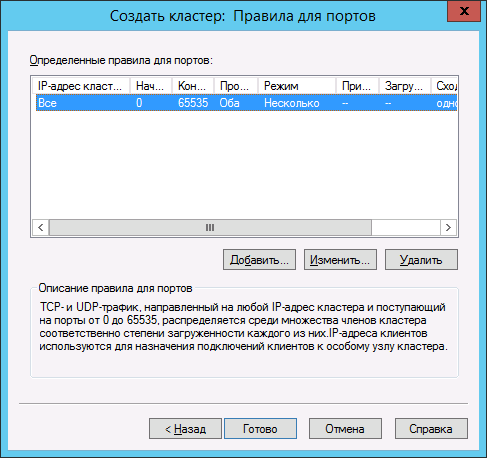 Создать кластер: Правила для портов
x
Определенные правила для портов:
IP-адрес класт... Нач... Кон... Про... Режим При... Загру... Сход
Все 0 65535 Оба Несколько -- -- одно
Добавить... Изменить... Удалить
Описание правила для портов
TCP- и UDP-трафик, направленный на любой IP-адрес кластера и поступающий
на порты от 0 до 65535, распределяется среди множества членов кластера
соответственно степени загруженности каждого из них.IP-адреса клиентов
используются для назначения подключений клиентов к особому узлу кластера.
< Назад Готово Отмена Справка